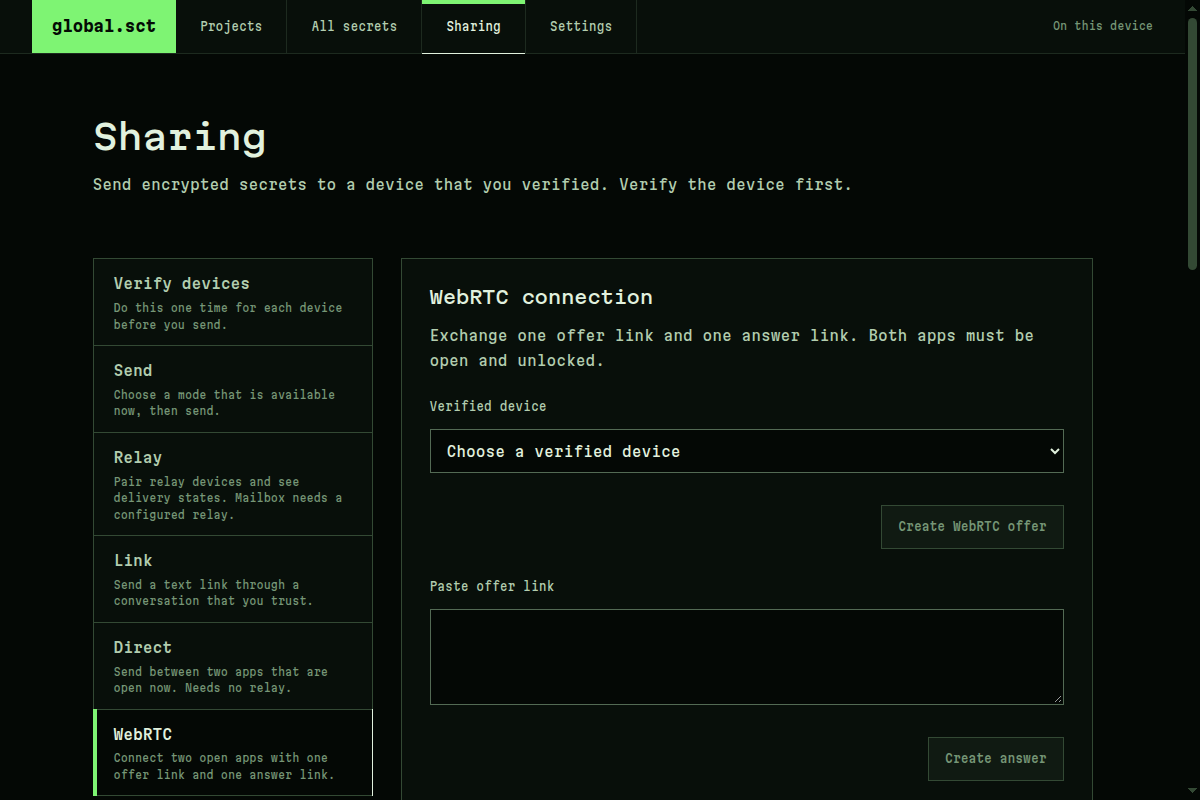 global.sct
Projects
All secrets
Sharing
Settings
On this device
Sharing
Send encrypted secrets to a device that you verified. Verify the device first.
Verify devices
Do this one time for each device
before you send.
Send
Choose a mode that is available
now, then send.
Relay
Pair relay devices and see
delivery states. Mailbox needs a
configured relay.
Link
Send a text link through a
conversation that you trust.
Direct
Send between two apps that are
open now. Needs no relay.
WebRTC
Connect two open apps with one
offer link and one answer link.
WebRTC connection
Exchange one offer link and one answer link. Both apps must be
open and unlocked.
Verified device
Choose a verified device
Create WebRTC offer
Paste offer link
Create answer